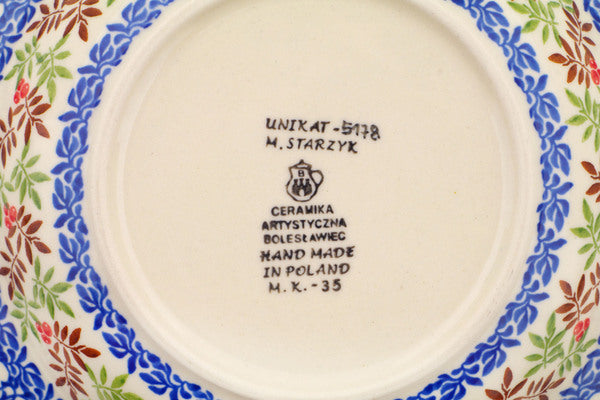 UNIKAT-5178
M. STARZYK
B
CERAMIKA
ARTYSTYCZNA
BOLESŁAWIEC
HAND MADE
IN POLAND
M.K.-35